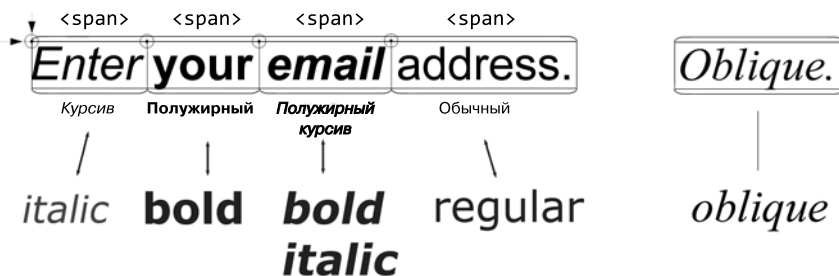 <span> <span> <span> <span>
Enter your email address. Oblique.
Курсив Полужирный Полужирный курсив Обычный
italic bold bold italic regular oblique